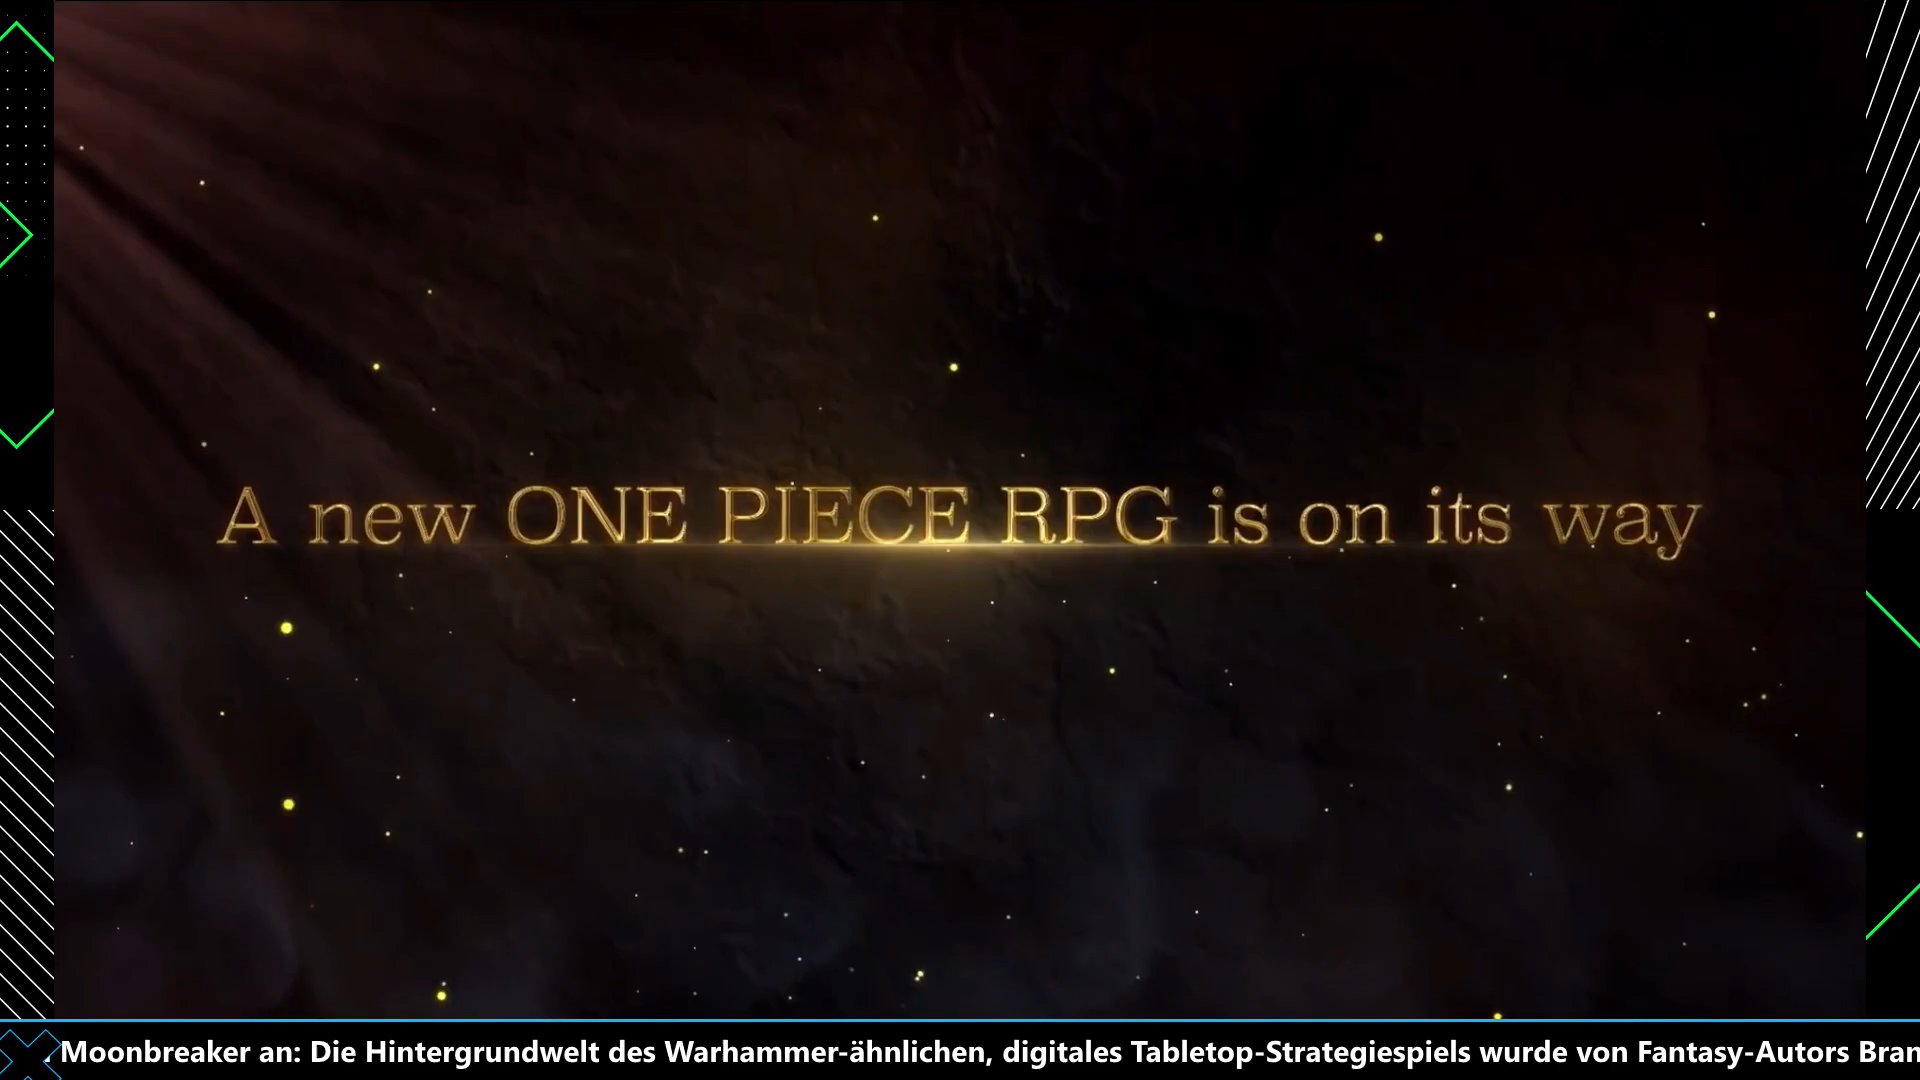 A new ONE PIECE RPG is on its way
Moonbreaker an: Die Hintergrundwelt des Warhammer-ähnlichen, digitales Tabletop-Strategiespiels wurde von Fantasy-Autors Bran